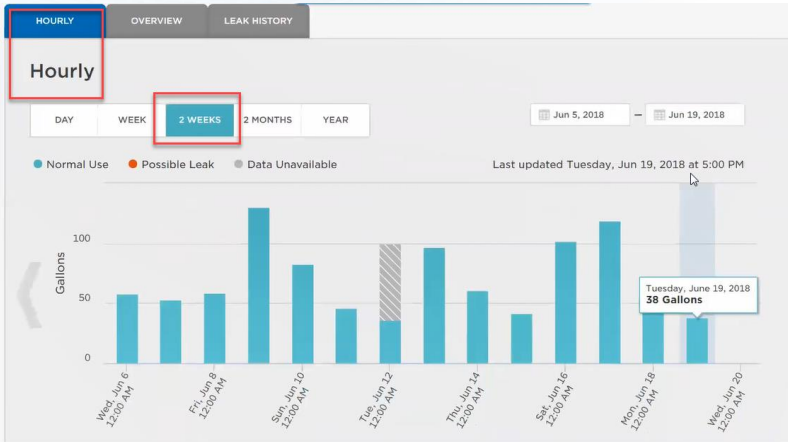 HOURLY
OVERVIEW
LEAK HISTORY
Hourly
DAY
WEEK
2 WEEKS
2 MONTHS
YEAR
Jun 5, 2018
–
Jun 19, 2018
Normal Use
Possible Leak
Data Unavailable
Last updated Tuesday, Jun 19, 2018 at 5:00 PM
Gallons
100
50
0
Tuesday, June 19, 2018
38 Gallons
Wed, Jun 6
12:00 AM
Fri, Jun 8
12:00 AM
Sun, Jun 10
12:00 AM
Tue, Jun 12
12:00 AM
Thu, Jun 14
12:00 AM
Sat, Jun 16
12:00 AM
Mon, Jun 18
12:00 AM
Wed, Jun 20
12:00 AM